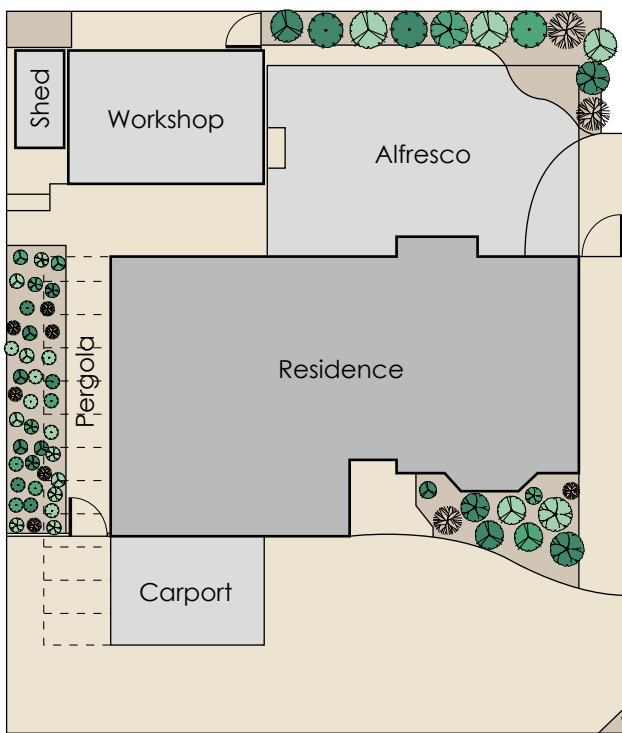 Shed
Workshop
Alfresco
Residence
Pergola
Carport